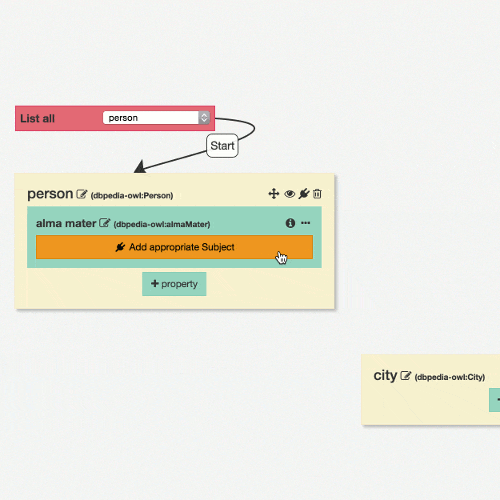 List all person
Start
person (dbpedia-owl:Person)
alma mater (dbpedia-owl:almaMater)
Add appropriate Subject
+ property
city (dbpedia-owl:City)